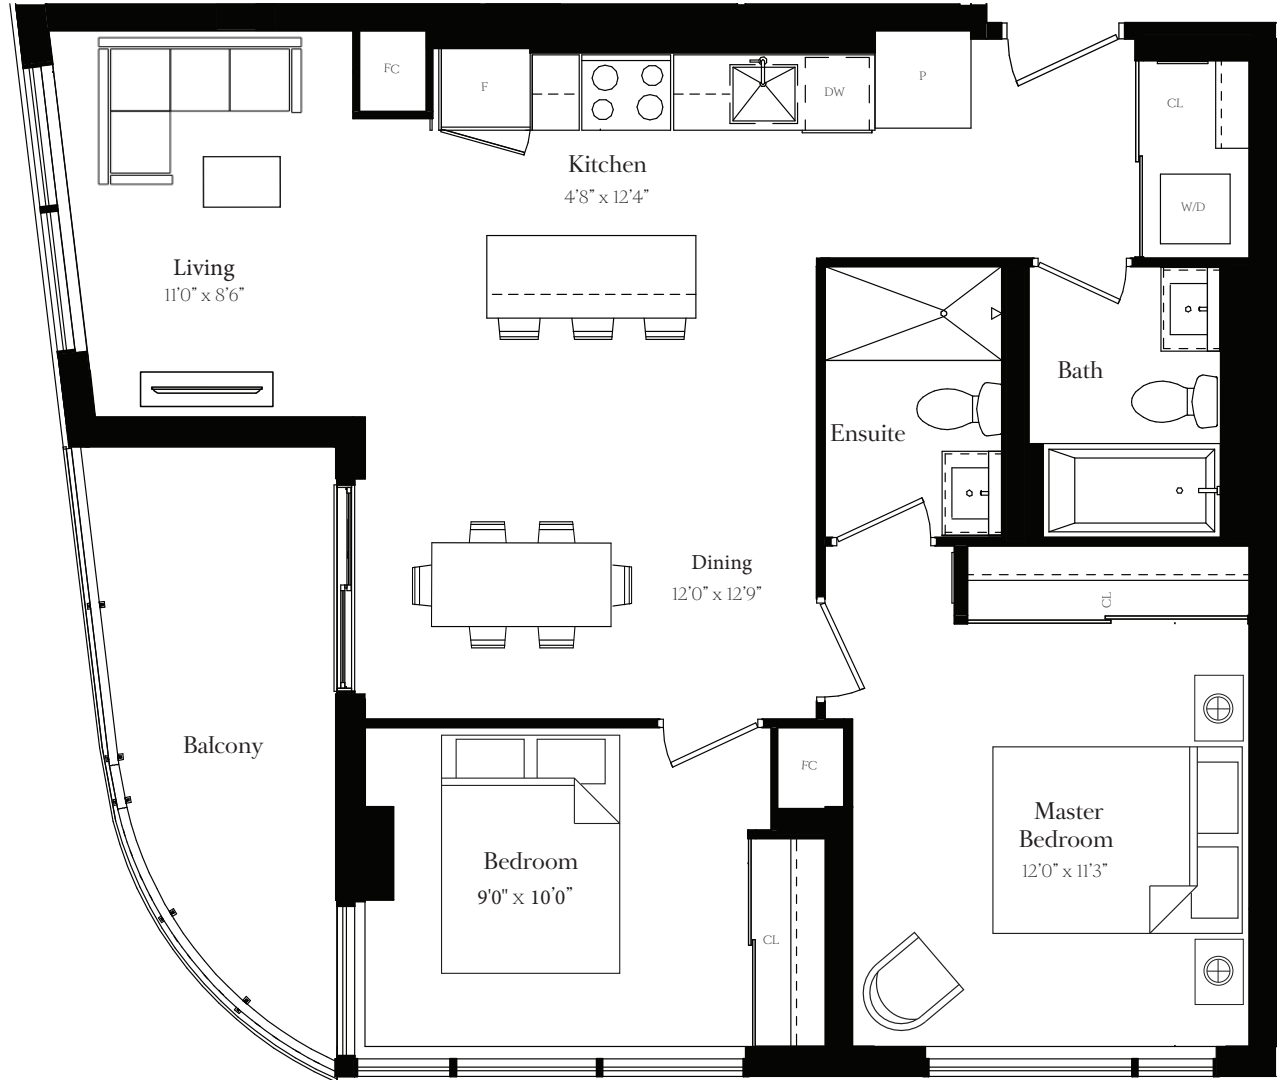 FC
F
DW
P
CL
W/D
Kitchen
4'8" x 12'4"
Living
11'0" x 8'6"
Bath
Ensuite
Dining
12'0" x 12'9"
CL
Balcony
FC
Master
Bedroom
12'0" x 11'3"
Bedroom
9'0" x 10'0"
CL